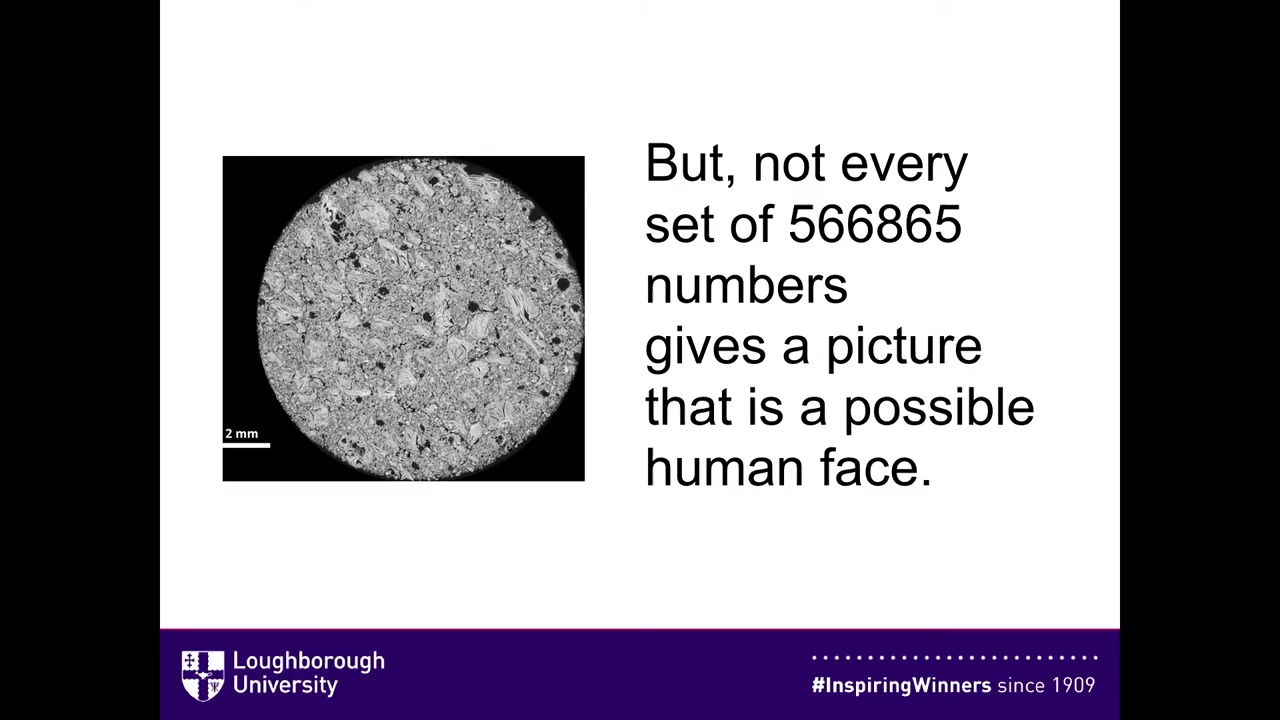 But, not every
set of 566865
numbers
gives a picture
that is a possible
human face.
2 mm
Loughborough
University
#InspiringWinners since 1909